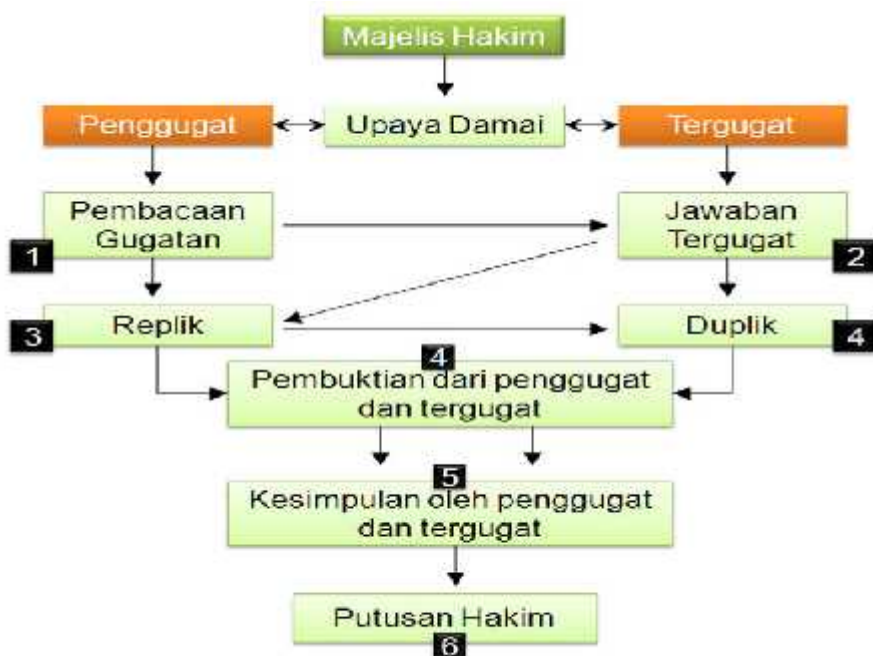 Majelis Hakim
Penggugat
Upaya Damai
Tergugat
Pembacaan
Gugatan
1
Jawaban
Tergugat
2
3
Replik
Duplik
4
4
Pembuktian dari penggugat
dan tergugat
5
Kesimpulan oleh penggugat
dan tergugat
Putusan Hakim
6